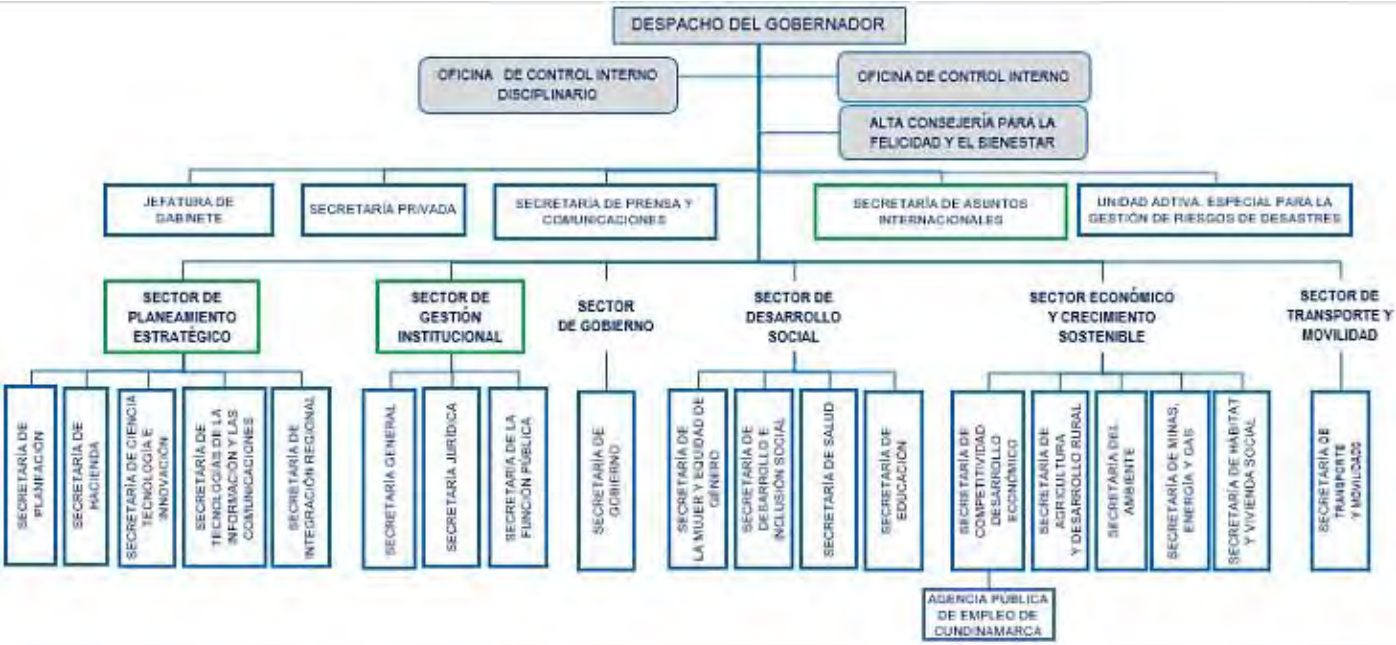 DESPACHO DEL GOBERNADOR
OFICINA DE CONTROL INTERNO
DISCIPLINARIO
OFICINA DE CONTROL INTERNO
ALTA CONSEJERÍA PARA LA
FELICIDAD Y EL BIENESTAR
JEFATURA DE
GABINETE
SECRETARÍA PRIVADA
SECRETARÍA DE PRENSA Y
COMUNICACIONES
SECRETARÍA DE ASUNTOS
INTERNACIONALES
UNIDAD ADTIVA. ESPECIAL PARA LA
GESTIÓN DE RIESGOS DE DESASTRES
SECTOR DE
PLANEAMIENTO
ESTRATÉGICO
SECTOR DE
GESTIÓN
INSTITUCIONAL
SECTOR
DE GOBIERNO
SECTOR DE
DESARROLLO
SOCIAL
SECTOR ECONÓMICO
Y CRECIMIENTO
SOSTENIBLE
SECTOR DE
TRANSPORTE Y
MOVILIDAD
SECRETARÍA DE
PLANEACIÓN
SECRETARÍA DE
HACIENDA
SECRETARÍA DE CIENCIA
TECNOLOGÍA E
INNOVACIÓN
SECRETARÍA DE
TECNOLOGÍAS DE LA
INFORMACIÓN Y LAS
COMUNICACIONES
SECRETARÍA DE
INTEGRACIÓN REGIONAL
SECRETARÍA GENERAL
SECRETARÍA JURÍDICA
SECRETARÍA DE LA
FUNCIÓN PÚBLICA
SECRETARÍA DE
GOBIERNO
SECRETARÍA DE
LA MUJER Y EQUIDAD DE
GÉNERO
SECRETARÍA DE
DESARROLLO E
INCLUSIÓN SOCIAL
SECRETARÍA DE SALUD
SECRETARÍA DE
EDUCACIÓN
SECRETARÍA DE
COMPETITIVIDAD
DESARROLLO
ECONÓMICO
SECRETARÍA DE
AGRICULTURA
Y DESARROLLO RURAL
SECRETARÍA DEL
AMBIENTE
SECRETARÍA DE MINAS,
ENERGÍA Y GAS
SECRETARÍA DE HÁBITAT
Y VIVIENDA SOCIAL
SECRETARÍA DE
TRANSPORTE
Y MOVILIDAD
AGENCIA PÚBLICA
DE EMPLEO DE
CUNDINAMARCA